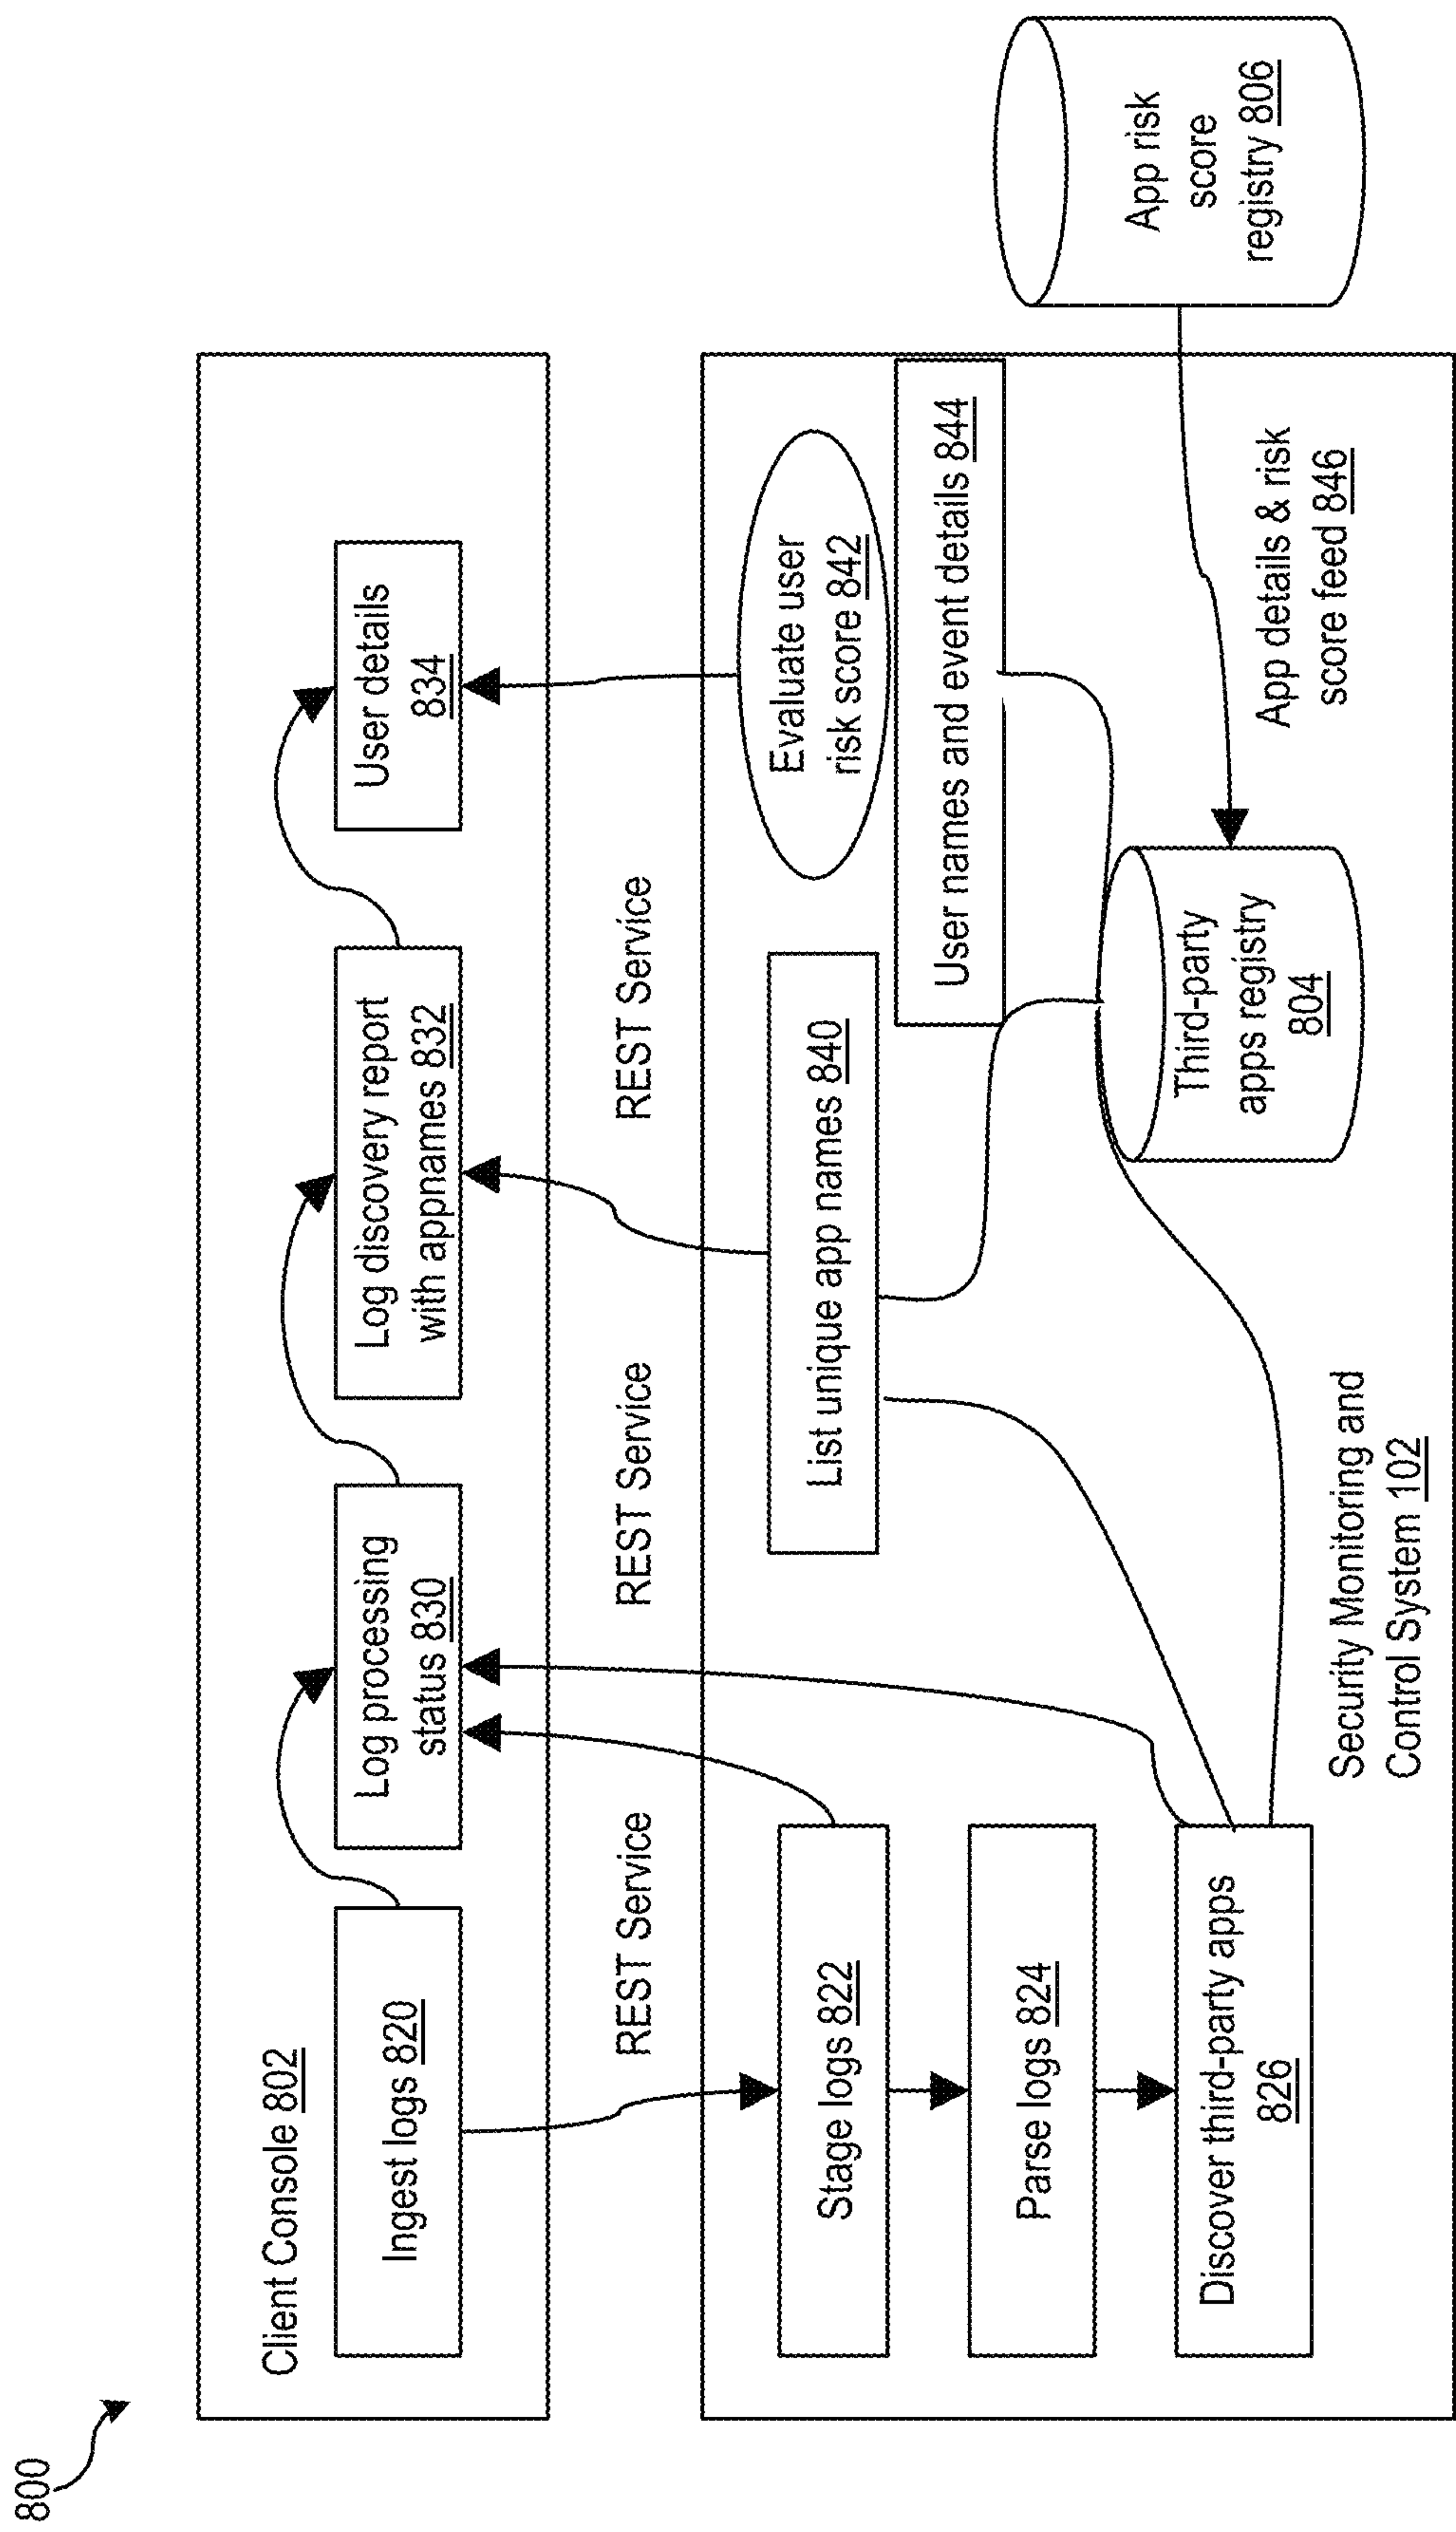 800
Client Console 802
Ingest logs 820
Log processing
status 830
Log discovery report
with appnames 832
User details
834
REST Service
REST Service
REST Service
Stage logs 822
Parse logs 824
Discover third-party apps
826
List unique app names 840
Evaluate user
risk score 842
User names and event details 844
Third-party
apps registry
804
App details & risk
score feed 846
Security Monitoring and
Control System 102
App risk
score
registry 806